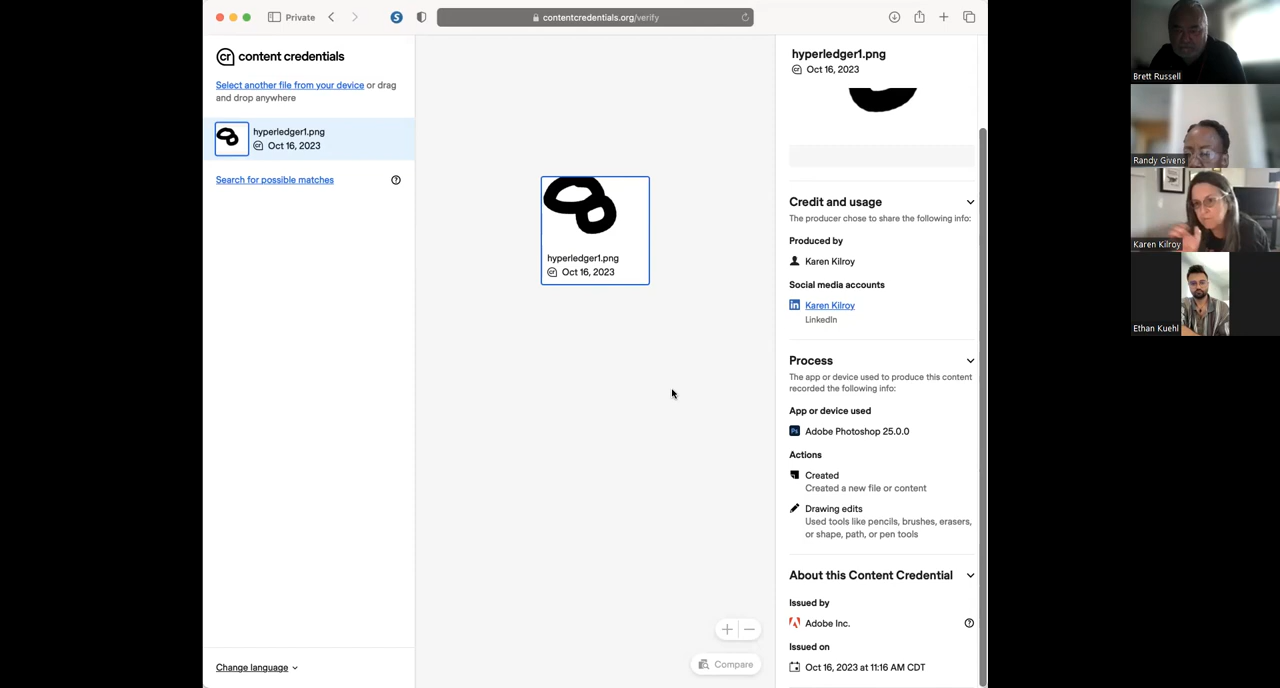 Private
contentcredentials.org/verify
cr content credentials
Select another file from your device or drag
and drop anywhere
hyperledger1.png
Oct 16, 2023
Search for possible matches
Change language
hyperledger1.png
Oct 16, 2023
Compare
hyperledger1.png
Oct 16, 2023
Credit and usage
The producer chose to share the following info:
Produced by
Karen Kilroy
Social media accounts
Karen Kilroy
LinkedIn
Process
The app or device used to produce this content
recorded the following info:
App or device used
Ps Adobe Photoshop 25.0.0
Actions
Created
Created a new file or content
Drawing edits
Used tools like pencils, brushes, erasers,
or shape, path, or pen tools
About this Content Credential
Issued by
Adobe Inc.
Issued on
Oct 16, 2023 at 11:16 AM CDT
Brett Russell
Randy Givens
Karen Kilroy
Ethan Kuehl